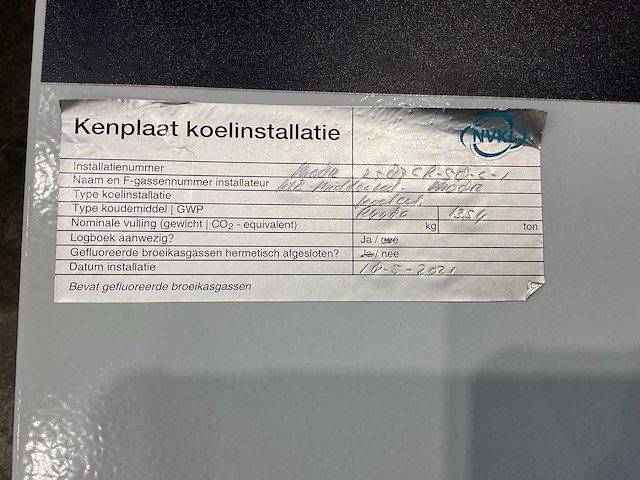 Kenplaat koelinstallatie
NVKL
Installatienummer
Naam en F-gassennummer installateur
Type koelinstallatie
Type koudemiddel | GWP
Nominale vulling (gewicht | CO2 - equivalent) kg ton
Logboek aanwezig? Ja / nee
Gefluoreerde broeikasgassen hermetisch afgesloten? Ja / nee
Datum installatie 18-5-2021
Bevat gefluoreerde broeikasgassen